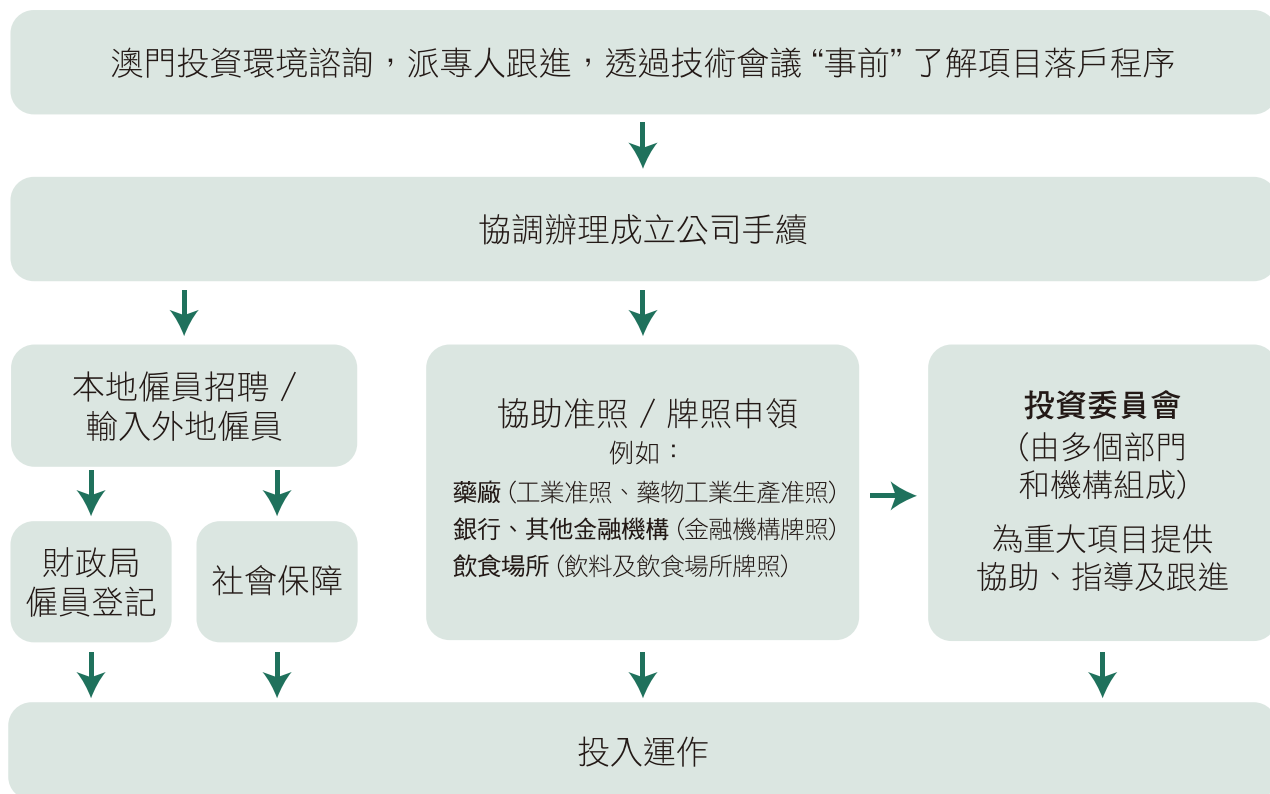 澳門投資環境諮詢，派專人跟進，透過技術會議 “事前” 了解項目落戶程序
協調辦理成立公司手續
本地僱員招聘 /
輸入外地僱員
財政局
僱員登記
社會保障
協助准照 / 牌照申領
例如：
藥廠 (工業准照、藥物工業生產准照)
銀行、其他金融機構 (金融機構牌照)
飲食場所 (飲料及飲食場所牌照)
投資委員會
(由多個部門
和機構組成)
為重大項目提供
協助、指導及跟進
投入運作